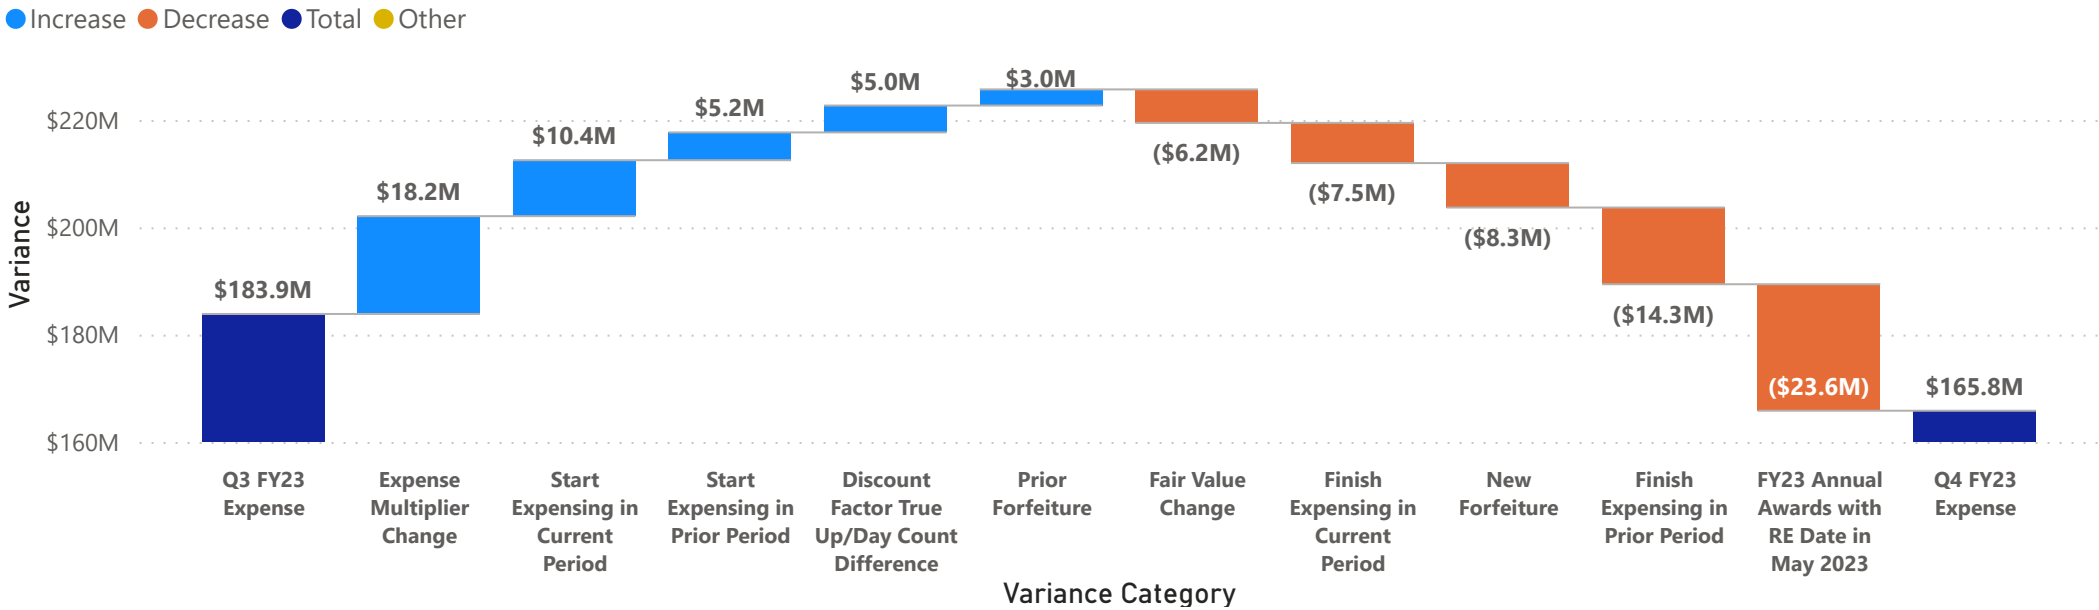 Increase Decrease Total Other
Variance
$220M
$200M
$180M
$160M
$183.9M
$18.2M
$10.4M
$5.2M
$5.0M
$3.0M
($6.2M)
($7.5M)
($8.3M)
($14.3M)
($23.6M)
$165.8M
Q3 FY23
Expense
Expense
Multiplier
Change
Start
Expensing in
Current
Period
Start
Expensing in
Prior Period
Discount
Factor True
Up/Day Count
Difference
Prior
Forfeiture
Fair Value
Change
Finish
Expensing in
Current
Period
New
Forfeiture
Finish
Expensing in
Prior Period
FY23 Annual
Awards with
RE Date in
May 2023
Q4 FY23
Expense
Variance Category